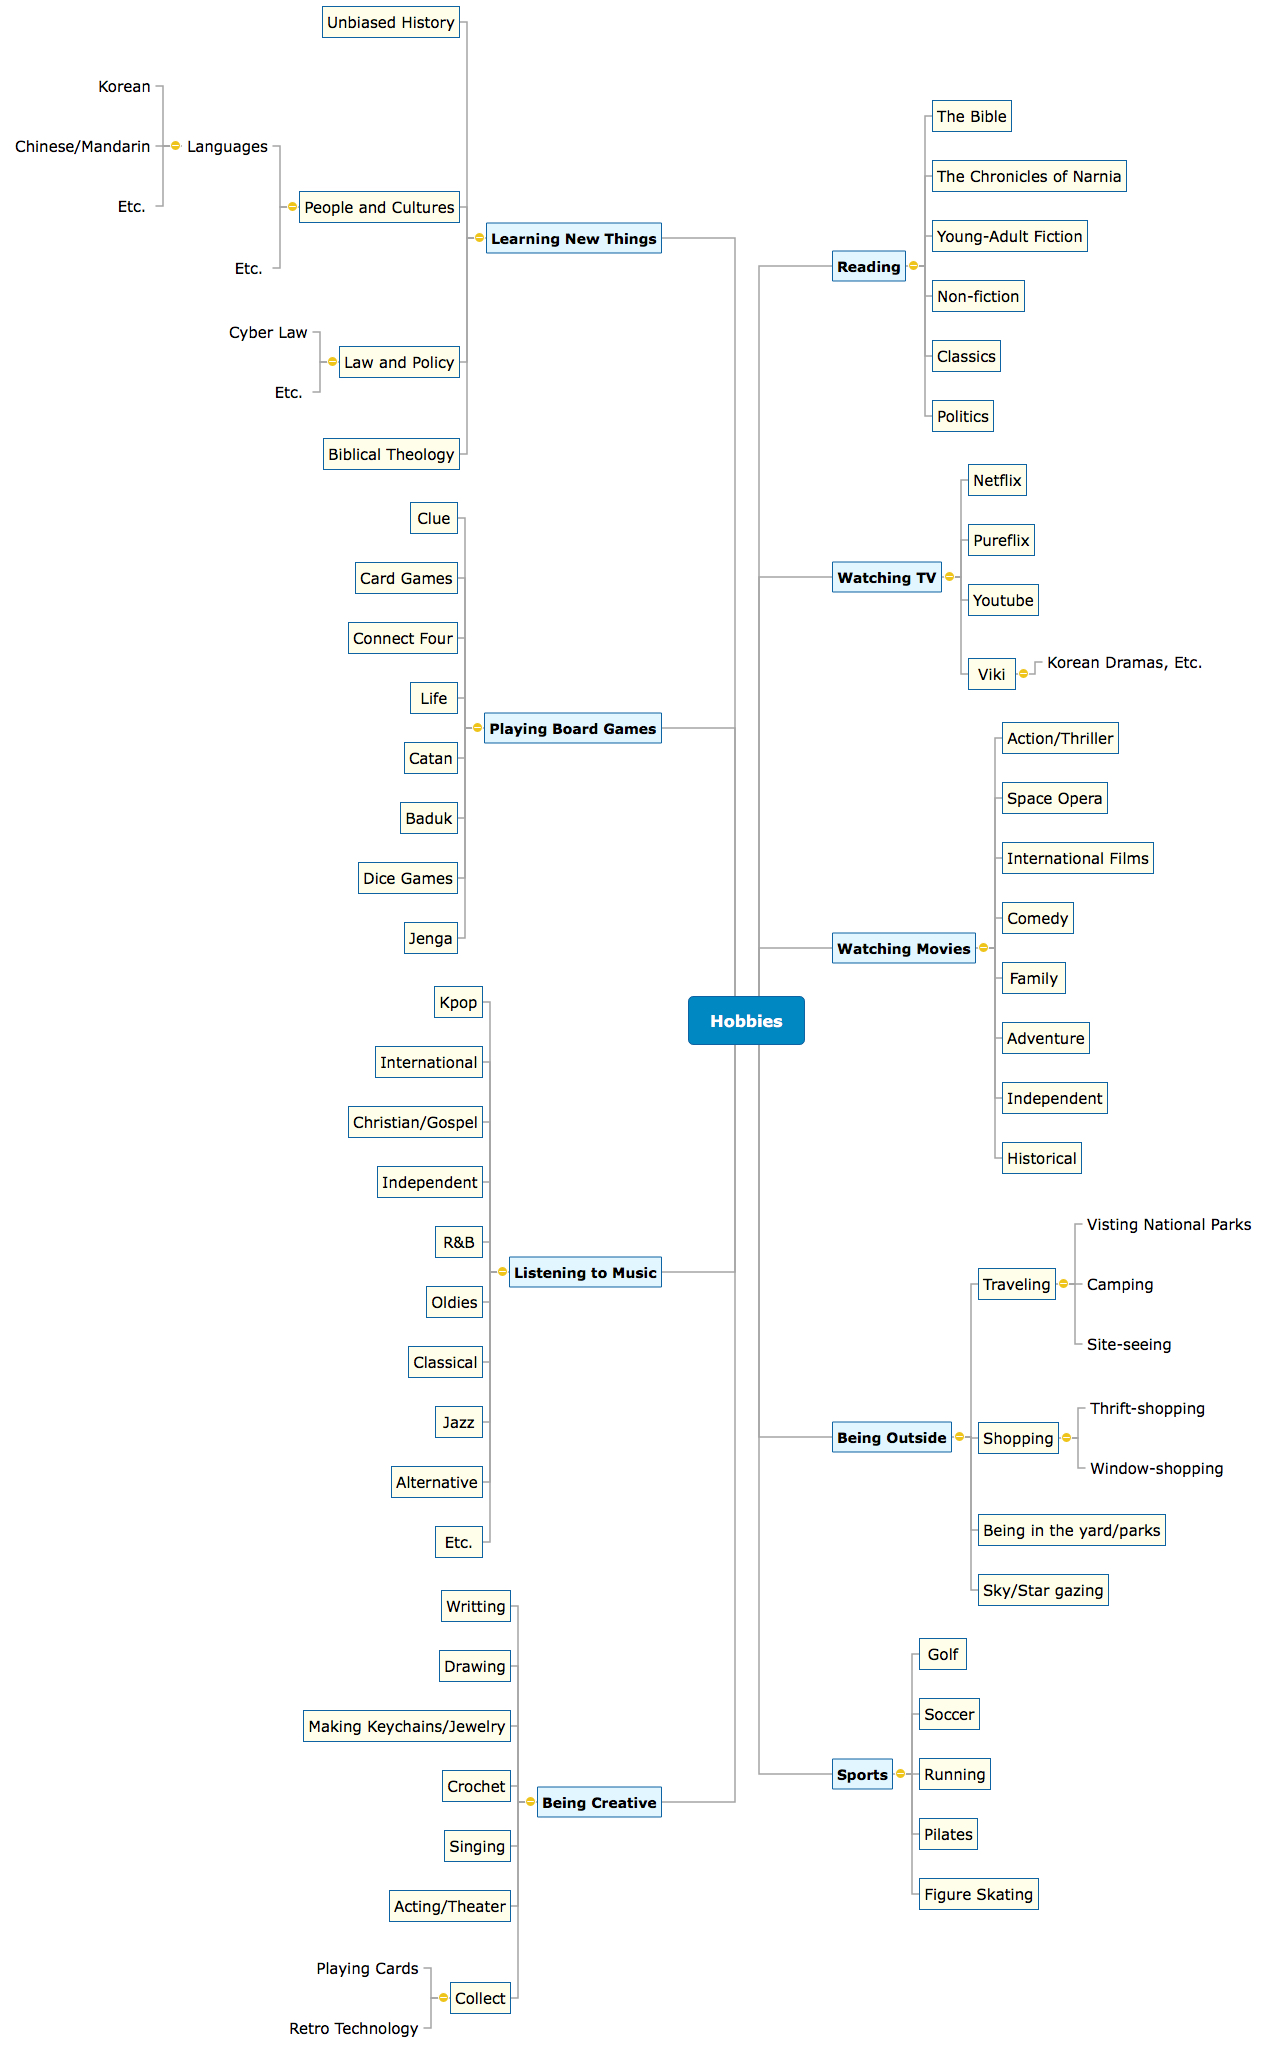 Hobbies
Learning New Things
Unbiased History
People and Cultures
Languages
Korean
Chinese/Mandarin
Etc.
Etc.
Law and Policy
Cyber Law
Etc.
Biblical Theology
Playing Board Games
Clue
Card Games
Connect Four
Life
Catan
Baduk
Dice Games
Jenga
Listening to Music
Kpop
International
Christian/Gospel
Independent
R&B
Oldies
Classical
Jazz
Alternative
Etc.
Being Creative
Writting
Drawing
Making Keychains/Jewelry
Crochet
Singing
Acting/Theater
Collect
Playing Cards
Retro Technology
Reading
The Bible
The Chronicles of Narnia
Young-Adult Fiction
Non-fiction
Classics
Politics
Watching TV
Netflix
Pureflix
Youtube
Viki
Korean Dramas, Etc.
Watching Movies
Action/Thriller
Space Opera
International Films
Comedy
Family
Adventure
Independent
Historical
Being Outside
Traveling
Visting National Parks
Camping
Site-seeing
Shopping
Thrift-shopping
Window-shopping
Being in the yard/parks
Sky/Star gazing
Sports
Golf
Soccer
Running
Pilates
Figure Skating